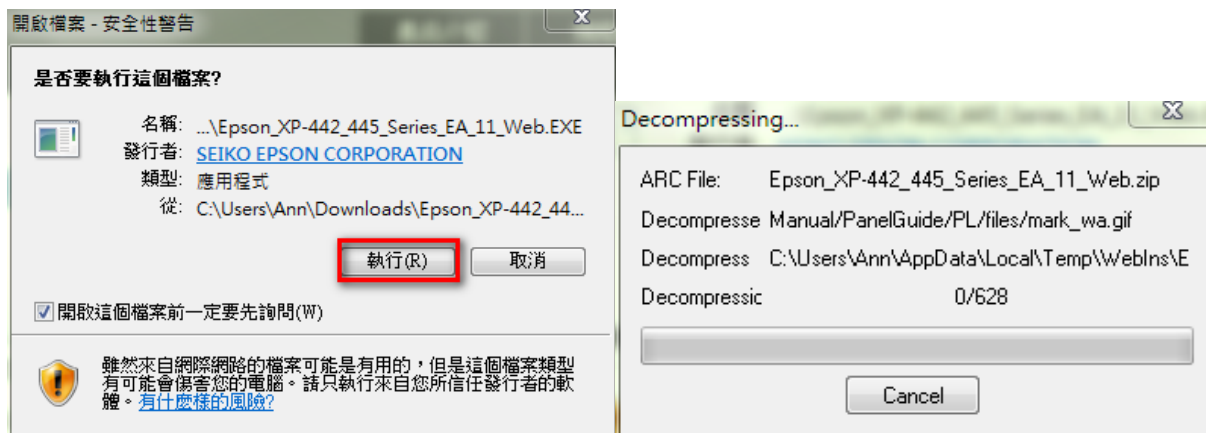 開啟檔案 - 安全性警告
是否要執行這個檔案?
名稱: ...\Epson_XP-442_445_Series_EA_11_Web.EXE
發行者: SEIKO EPSON CORPORATION
類型: 應用程式
從: C:\Users\Ann\Downloads\Epson_XP-442_44...
執行(R)
取消
開啟這個檔案前一定要先詢問(W)
雖然來自網際網路的檔案可能是有用的，但是這個檔案類型
有可能會傷害您的電腦。請只執行來自您所信任發行者的軟
體。有什麼樣的風險?
Decompressing...
ARC File: Epson_XP-442_445_Series_EA_11_Web.zip
Decompresse Manual/PanelGuide/PL/files/mark_wa.gif
Decompress C:\Users\Ann\AppData\Local\Temp\WebIns\E
Decompressic 0/628
Cancel